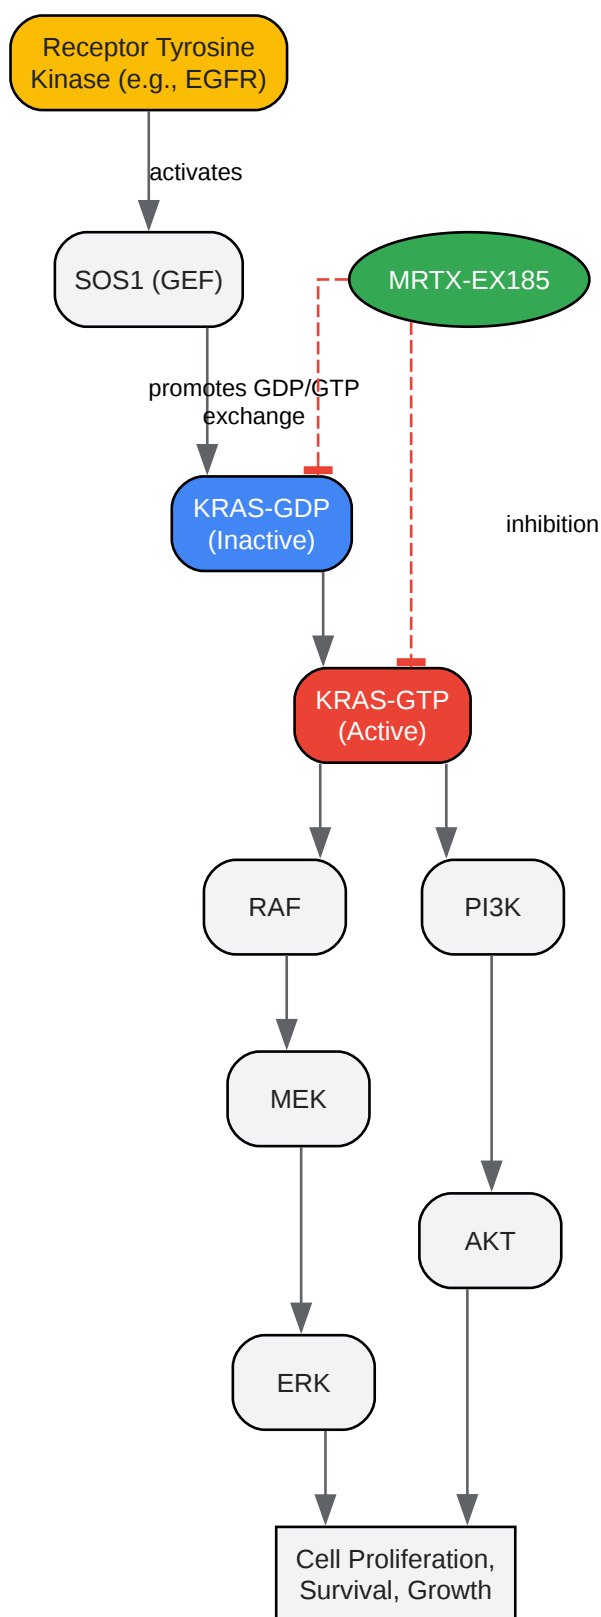 Receptor Tyrosine
Kinase (e.g., EGFR)
activates
SOS1 (GEF)
MRTX-EX185
promotes GDP/GTP
exchange
KRAS-GDP
(Inactive)
inhibition
KRAS-GTP
(Active)
RAF
PI3K
MEK
AKT
ERK
Cell Proliferation,
Survival, Growth